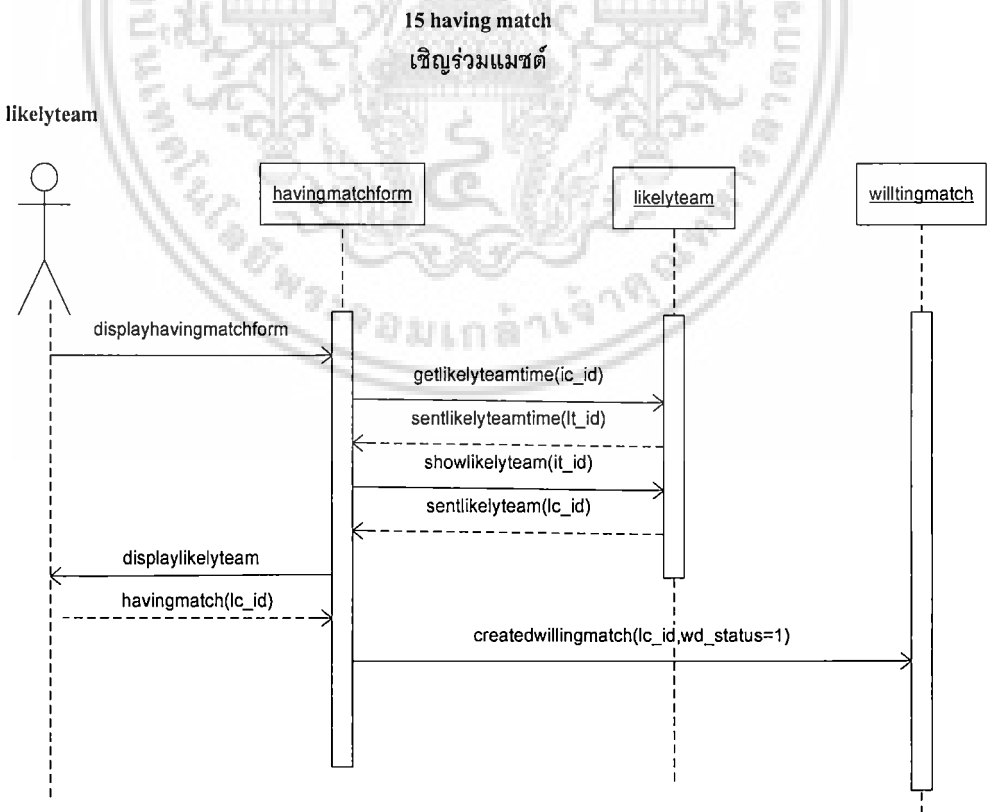 15 having match
เชิญร่วมแมซต์
likelyteam
havingmatchform
likelyteam
willtingmatch
displayhavingmatchform
getlikelyteamtime(ic_id)
sentlikelyteamtime(lt_id)
showlikelyteam(it_id)
sentlikelyteam(lc_id)
displaylikelyteam
havingmatch(lc_id)
createdwillingmatch(lc_id,wd_status=1)